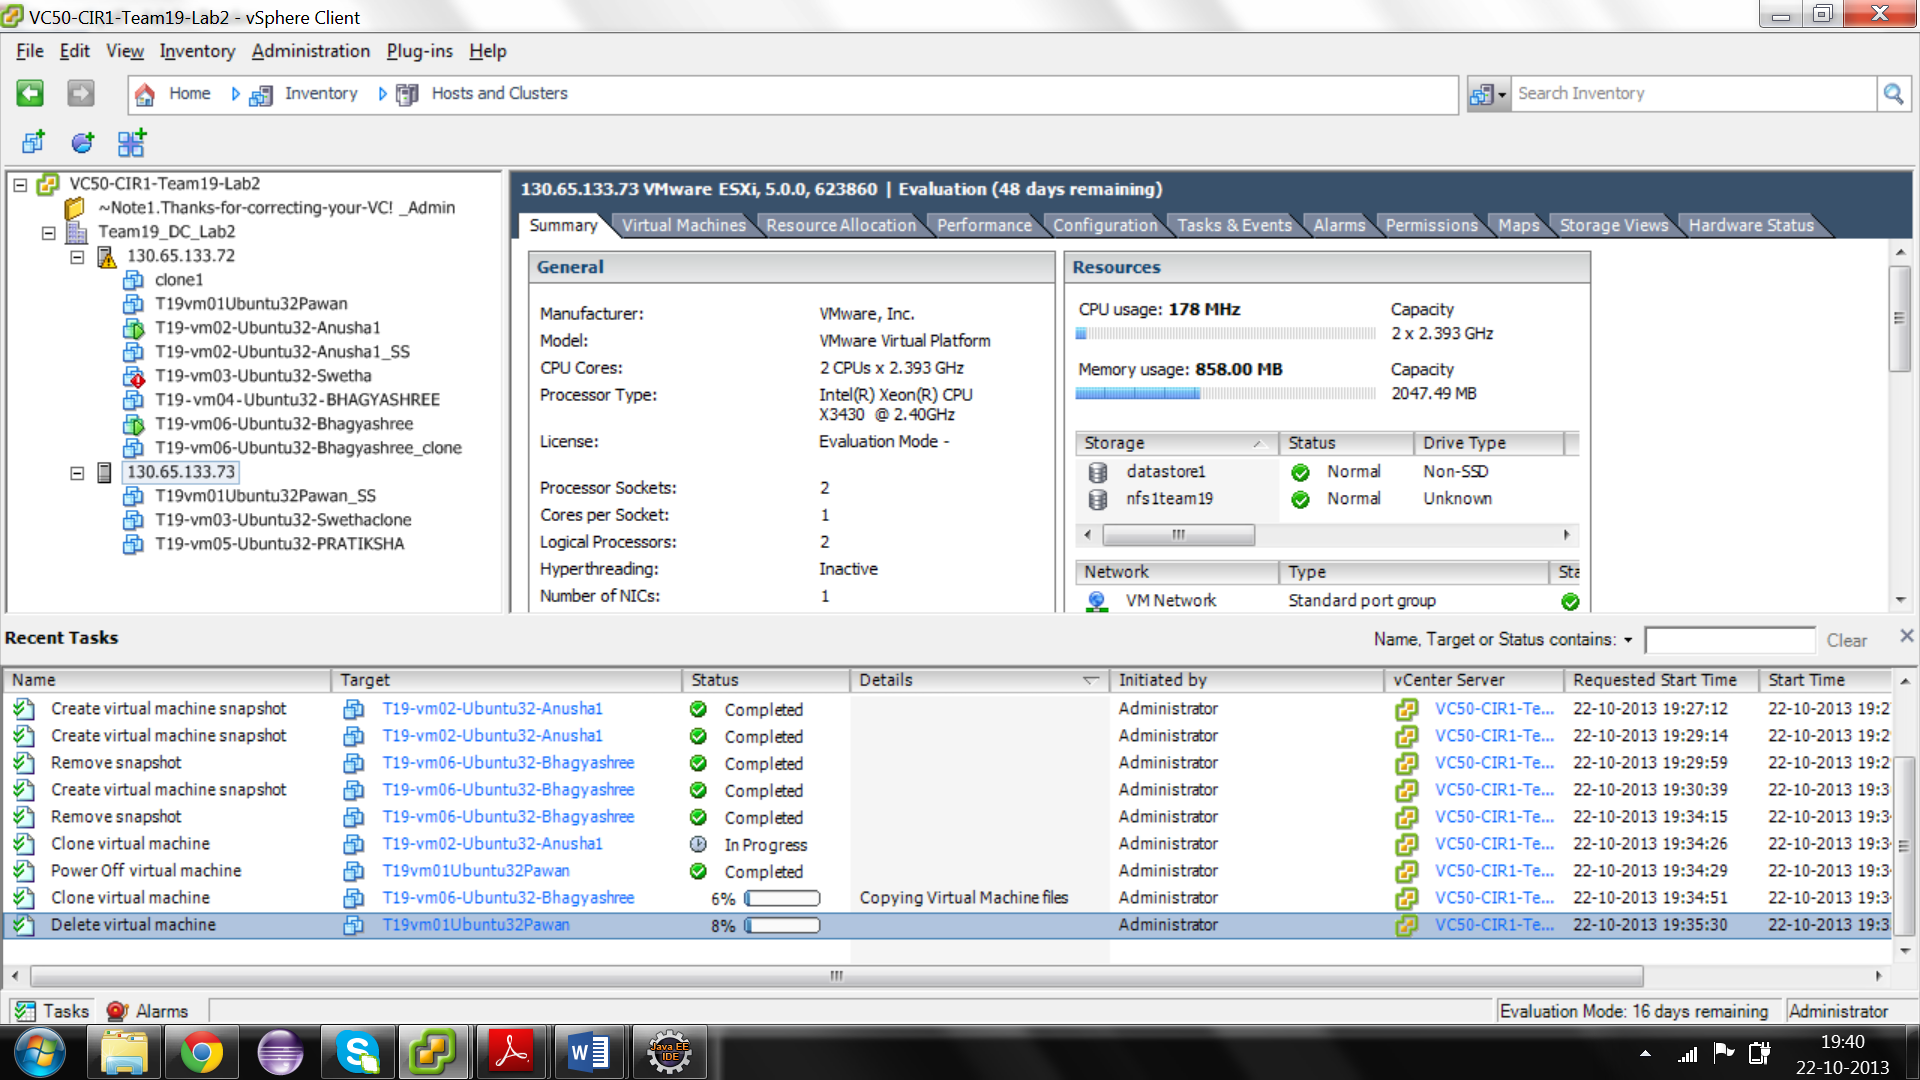 VC50-CIR1-Team19-Lab2 - vSphere Client
File Edit View Inventory Administration Plug-ins Help
Home Inventory Hosts and Clusters
Search Inventory
VC50-CIR1-Team19-Lab2
~Note1.Thanks-for-correcting-your-VC! _Admin
Team19_DC_Lab2
130.65.133.72
clone1
T19vm01Ubuntu32Pawan
T19-vm02-Ubuntu32-Anusha1
T19-vm02-Ubuntu32-Anusha1_SS
T19-vm03-Ubuntu32-Swetha
T19-vm04-Ubuntu32-BHAGYASHREE
T19-vm06-Ubuntu32-Bhagyashree
T19-vm06-Ubuntu32-Bhagyashree_clone
130.65.133.73
T19vm01Ubuntu32Pawan_SS
T19-vm03-Ubuntu32-Swethaclone
T19-vm05-Ubuntu32-PRATIKSHA
130.65.133.73 VMware ESXi, 5.0.0, 623860 | Evaluation (48 days remaining)
Summary Virtual Machines Resource Allocation Performance Configuration Tasks & Events Alarms Permissions Maps Storage Views Hardware Status
General
Manufacturer: VMware, Inc.
Model: VMware Virtual Platform
CPU Cores: 2 CPUs x 2.393 GHz
Processor Type: Intel(R) Xeon(R) CPU
X3430 @ 2.40GHz
License: Evaluation Mode -
Processor Sockets: 2
Cores per Socket: 1
Logical Processors: 2
Hyperthreading: Inactive
Number of NICs: 1
Resources
CPU usage: 178 MHz Capacity
2 x 2.393 GHz
Memory usage: 858.00 MB Capacity
2047.49 MB
Storage Status Drive Type
datastore1 Normal Non-SSD
nfs1team19 Normal Unknown
Network Type Sta
VM Network Standard port group
Recent Tasks
Name, Target or Status contains: Clear
Name Target Status Details Initiated by vCenter Server Requested Start Time Start Time
Create virtual machine snapshot T19-vm02-Ubuntu32-Anusha1 Completed Administrator VC50-CIR1-Te... 22-10-2013 19:27:12 22-10-2013 19:2
Create virtual machine snapshot T19-vm02-Ubuntu32-Anusha1 Completed Administrator VC50-CIR1-Te... 22-10-2013 19:29:14 22-10-2013 19:2
Remove snapshot T19-vm06-Ubuntu32-Bhagyashree Completed Administrator VC50-CIR1-Te... 22-10-2013 19:29:59 22-10-2013 19:2
Create virtual machine snapshot T19-vm06-Ubuntu32-Bhagyashree Completed Administrator VC50-CIR1-Te... 22-10-2013 19:30:39 22-10-2013 19:3
Remove snapshot T19-vm06-Ubuntu32-Bhagyashree Completed Administrator VC50-CIR1-Te... 22-10-2013 19:34:15 22-10-2013 19:3
Clone virtual machine T19-vm02-Ubuntu32-Anusha1 In Progress Administrator VC50-CIR1-Te... 22-10-2013 19:34:26 22-10-2013 19:3
Power Off virtual machine T19vm01Ubuntu32Pawan Completed Administrator VC50-CIR1-Te... 22-10-2013 19:34:29 22-10-2013 19:3
Clone virtual machine T19-vm06-Ubuntu32-Bhagyashree 6% Copying Virtual Machine files Administrator VC50-CIR1-Te... 22-10-2013 19:34:51 22-10-2013 19:3
Delete virtual machine T19vm01Ubuntu32Pawan 8% Administrator VC50-CIR1-Te... 22-10-2013 19:35:30 22-10-2013 19:3
Tasks Alarms Evaluation Mode: 16 days remaining Administrator
Java EE
IDE
19:40
22-10-2013